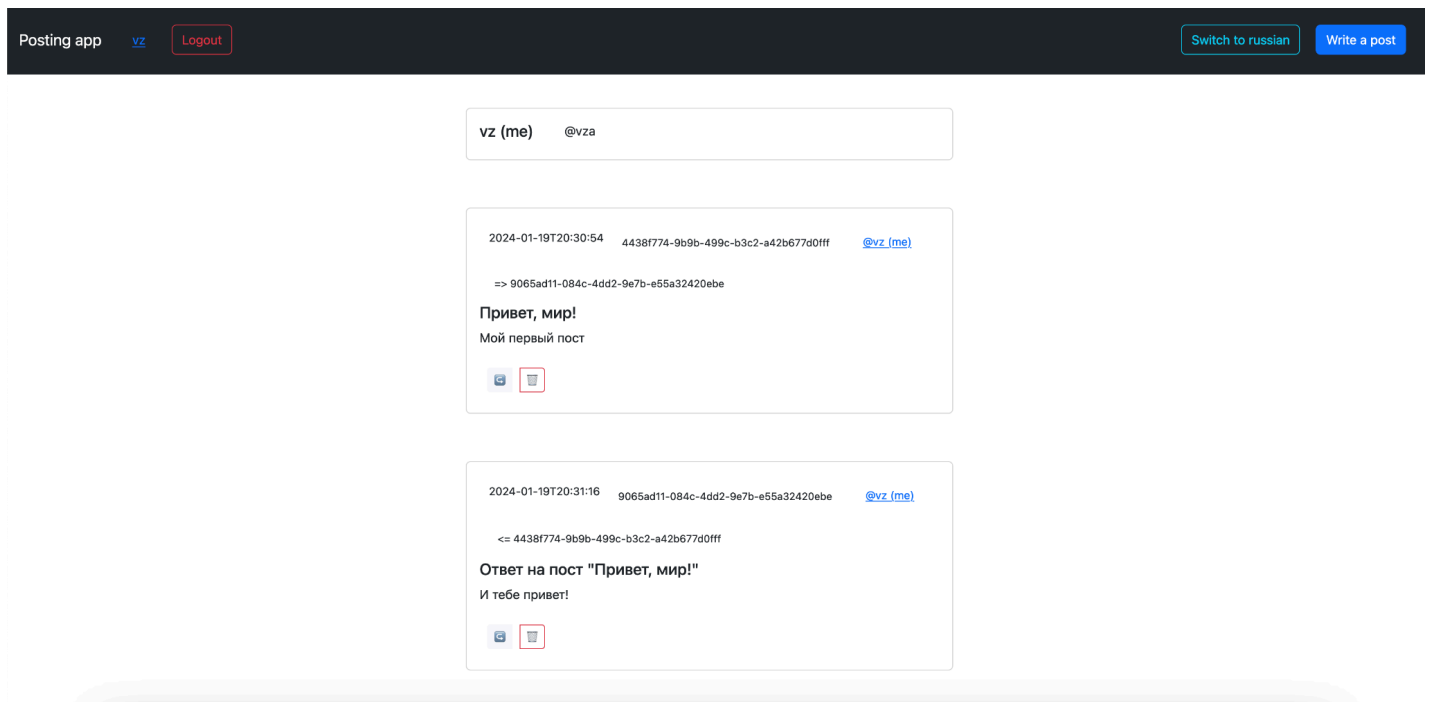 Posting app vz Logout Switch to russian Write a post
vz (me) @vza
2024-01-19T20:30:54 4438f774-9b9b-499c-b3c2-a42b677d0fff @vz (me)
=> 9065ad11-084c-4dd2-9e7b-e55a32420ebe
Привет, мир!
Мой первый пост
2024-01-19T20:31:16 9065ad11-084c-4dd2-9e7b-e55a32420ebe @vz (me)
<= 4438f774-9b9b-499c-b3c2-a42b677d0fff
Ответ на пост "Привет, мир!"
И тебе привет!